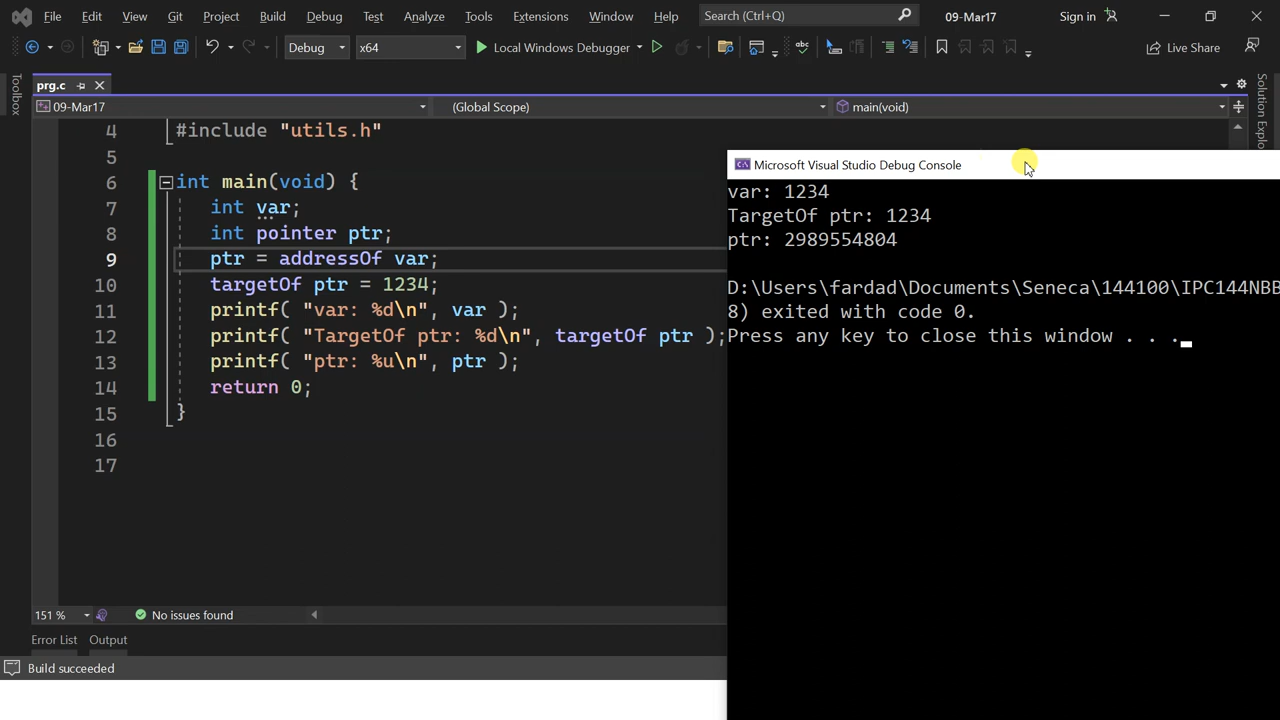 File Edit View Git Project Build Debug Test Analyze Tools Extensions Window Help Search (Ctrl+Q) 09-Mar17 Sign in
Debug x64 Local Windows Debugger Live Share
Toolbox
prg.c
09-Mar17 (Global Scope) main(void)
Solution Explo
4 #include "utils.h"
5
6 int main(void) {
7 int var;
8 int pointer ptr;
9 ptr = addressOf var;
10 targetOf ptr = 1234;
11 printf( "var: %d\n", var );
12 printf( "TargetOf ptr: %d\n", targetOf ptr );
13 printf( "ptr: %u\n", ptr );
14 return 0;
15 }
16
17
151 % No issues found
Error List Output
Build succeeded
Microsoft Visual Studio Debug Console
var: 1234
TargetOf ptr: 1234
ptr: 2989554804
D:\Users\fardad\Documents\Seneca\144100\IPC144NBB
8) exited with code 0.
Press any key to close this window . . .